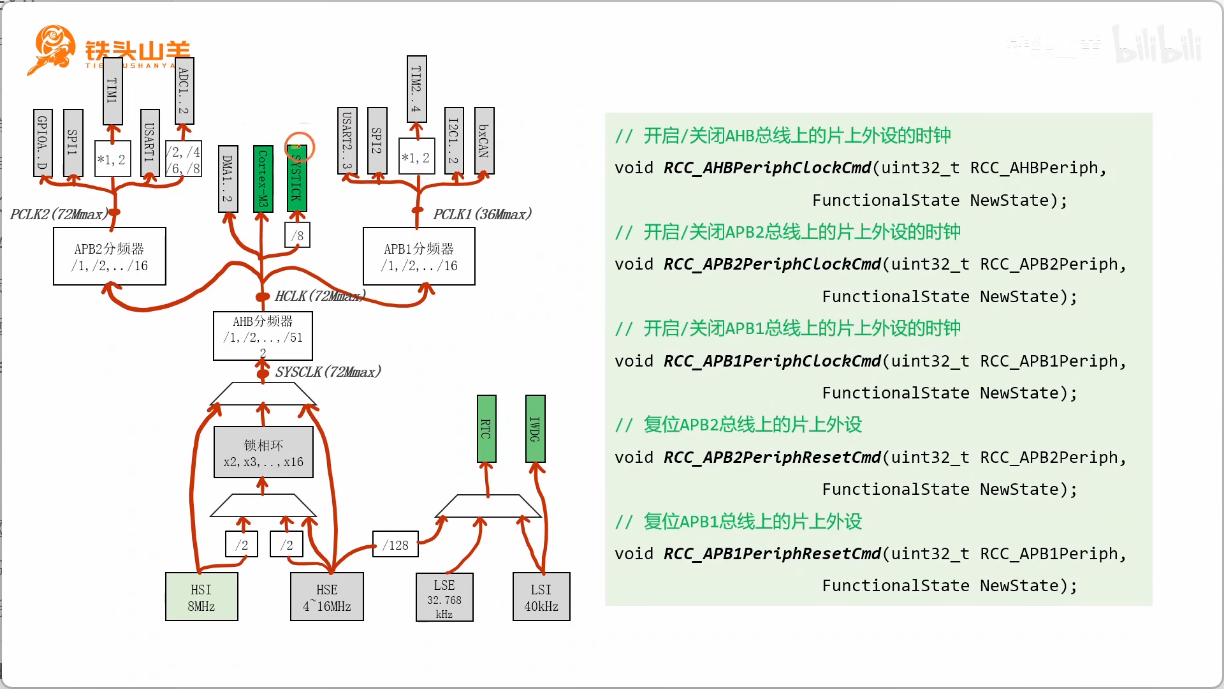 铁头山羊
bilibili
TIM1
ADC1..2
GPIOA..D
SPI1
*1,2
USART1
/2,/4
/6,/8
DMA1..2
Cortex-M3
SYSTICK
/8
USART2..3
SPI2
TIM2..4
*1,2
I2C1..2
bxCAN
PCLK2(72Mmax)
PCLK1(36Mmax)
APB2分频器
/1,/2,../16
APB1分频器
/1,/2,../16
HCLK(72Mmax)
AHB分频器
/1,/2,..,/51
2
SYSCLK(72Mmax)
锁相环
x2,x3,..,x16
RTC
IWDG
/2
/2
/128
HSI
8MHz
HSE
4~16MHz
LSE
32.768
kHz
LSI
40kHz
// 开启/关闭AHB总线上的片上外设的时钟
void RCC_AHBPeriphClockCmd(uint32_t RCC_AHBPeriph,
FunctionalState NewState);
// 开启/关闭APB2总线上的片上外设的时钟
void RCC_APB2PeriphClockCmd(uint32_t RCC_APB2Periph,
FunctionalState NewState);
// 开启/关闭APB1总线上的片上外设的时钟
void RCC_APB1PeriphClockCmd(uint32_t RCC_APB1Periph,
FunctionalState NewState);
// 复位APB2总线上的片上外设
void RCC_APB2PeriphResetCmd(uint32_t RCC_APB2Periph,
FunctionalState NewState);
// 复位APB1总线上的片上外设
void RCC_APB1PeriphResetCmd(uint32_t RCC_APB1Periph,
FunctionalState NewState);